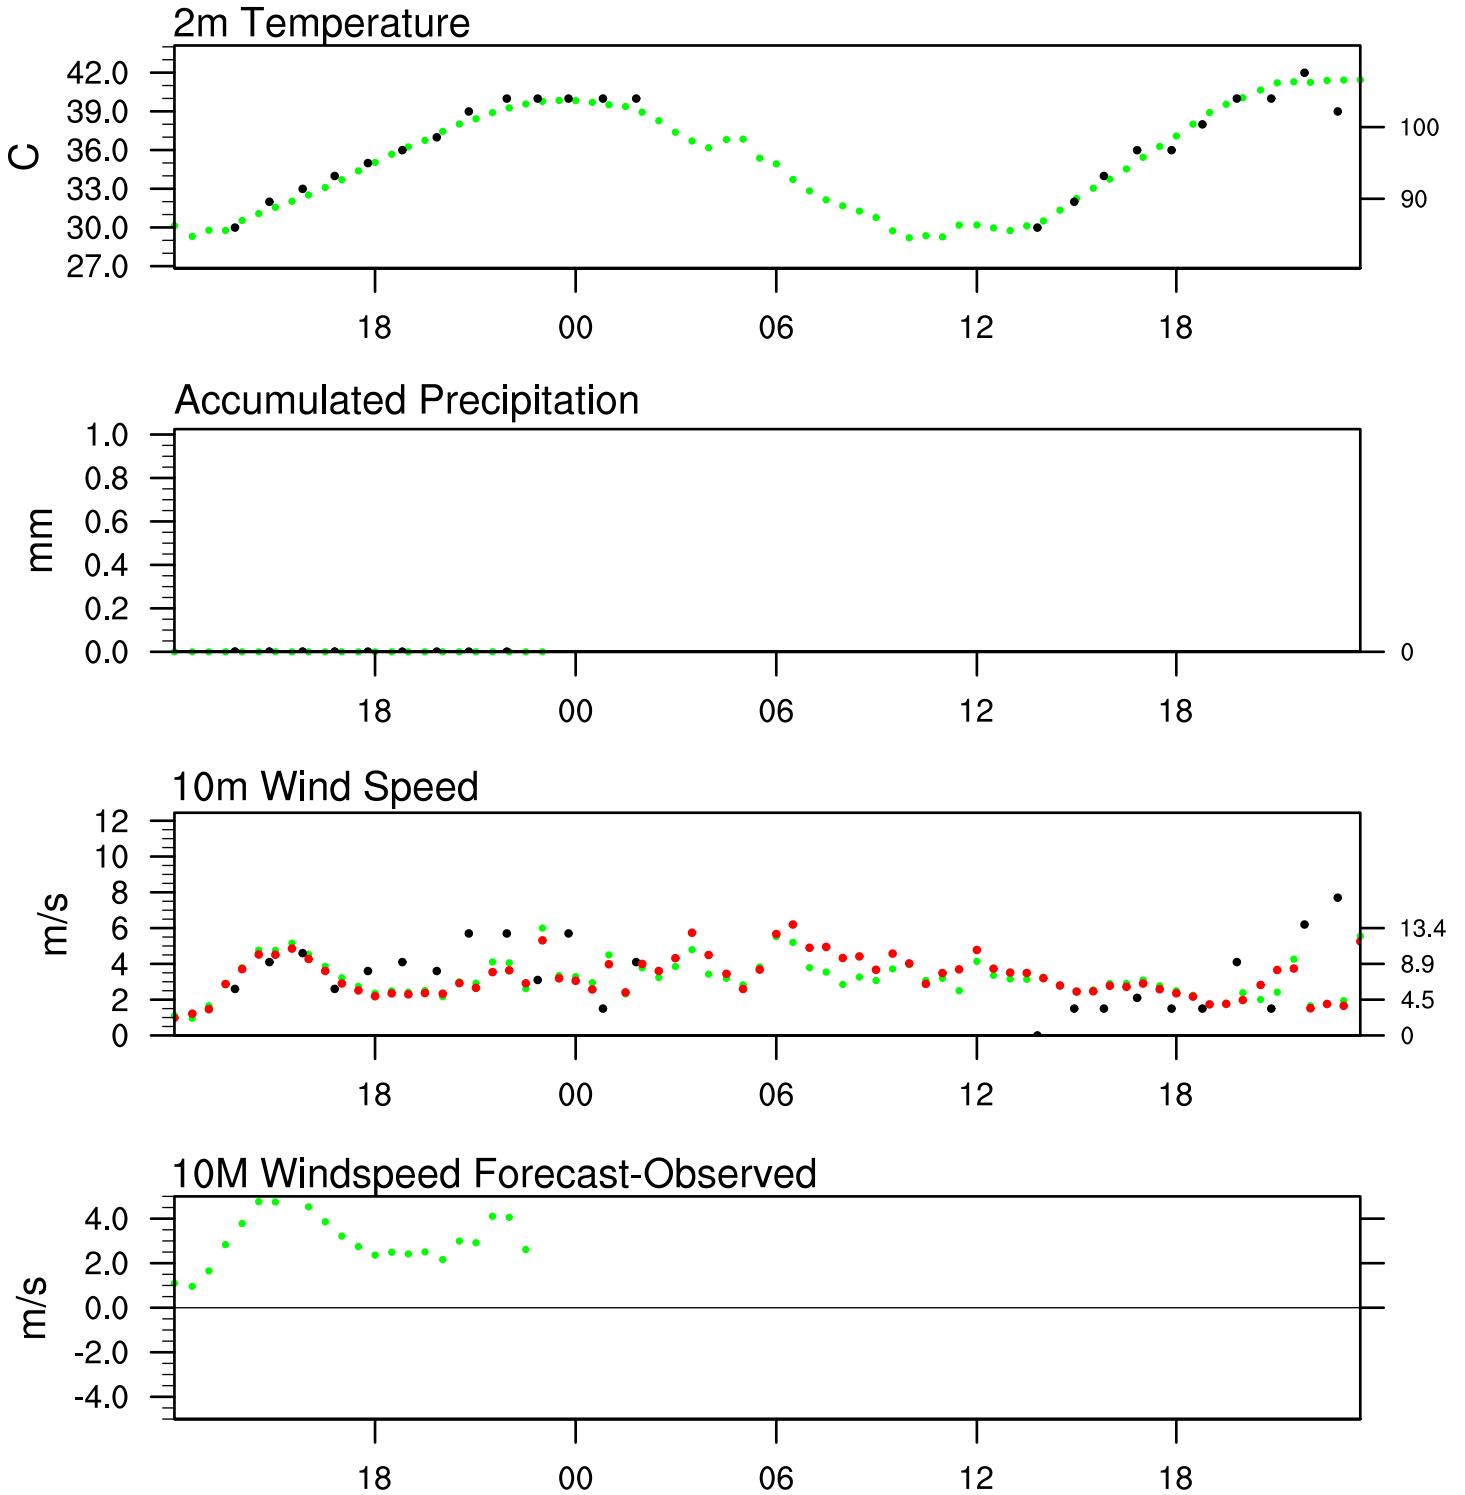 2m Temperature
42.0
39.0
36.0
33.0
30.0
27.0
C
100
90
18 00 06 12 18
Accumulated Precipitation
1.0
0.8
0.6
0.4
0.2
0.0
mm
0
18 00 06 12 18
10m Wind Speed
12
10
8
6
4
2
0
m/s
13.4
8.9
4.5
0
18 00 06 12 18
10M Windspeed Forecast-Observed
4.0
2.0
0.0
-2.0
-4.0
m/s
18 00 06 12 18